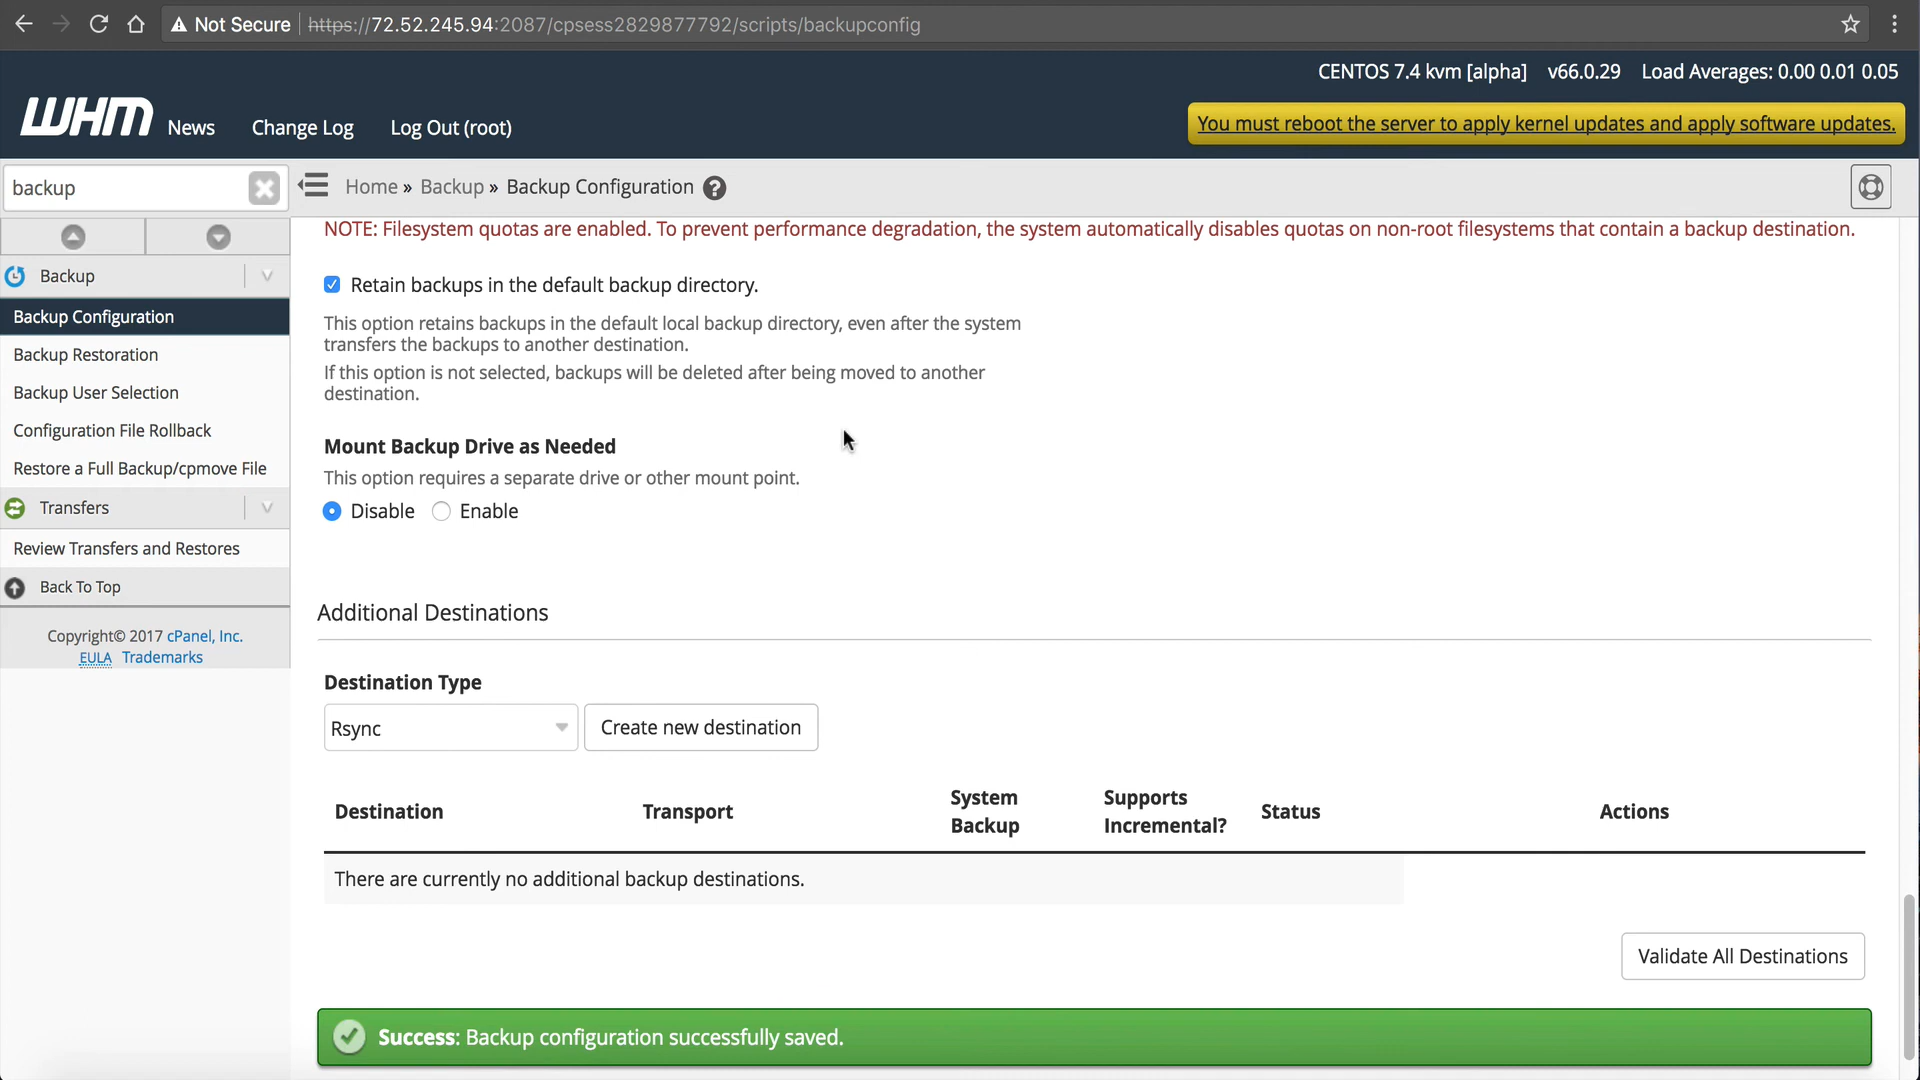 Not Secure https://72.52.245.94:2087/cpsess2829877792/scripts/backupconfig
CENTOS 7.4 kvm [alpha] v66.0.29 Load Averages: 0.00 0.01 0.05
WHM News Change Log Log Out (root)
You must reboot the server to apply kernel updates and apply software updates.
backup
Home » Backup » Backup Configuration ?
Backup
Backup Configuration
Backup Restoration
Backup User Selection
Configuration File Rollback
Restore a Full Backup/cpmove File
Transfers
Review Transfers and Restores
Back To Top
Copyright© 2017 cPanel, Inc.
EULA Trademarks
NOTE: Filesystem quotas are enabled. To prevent performance degradation, the system automatically disables quotas on non-root filesystems that contain a backup destination.
Retain backups in the default backup directory.
This option retains backups in the default local backup directory, even after the system
transfers the backups to another destination.
If this option is not selected, backups will be deleted after being moved to another
destination.
Mount Backup Drive as Needed
This option requires a separate drive or other mount point.
Disable Enable
Additional Destinations
Destination Type
Rsync Create new destination
Destination Transport System Backup Supports Incremental? Status Actions
There are currently no additional backup destinations.
Validate All Destinations
Success: Backup configuration successfully saved.